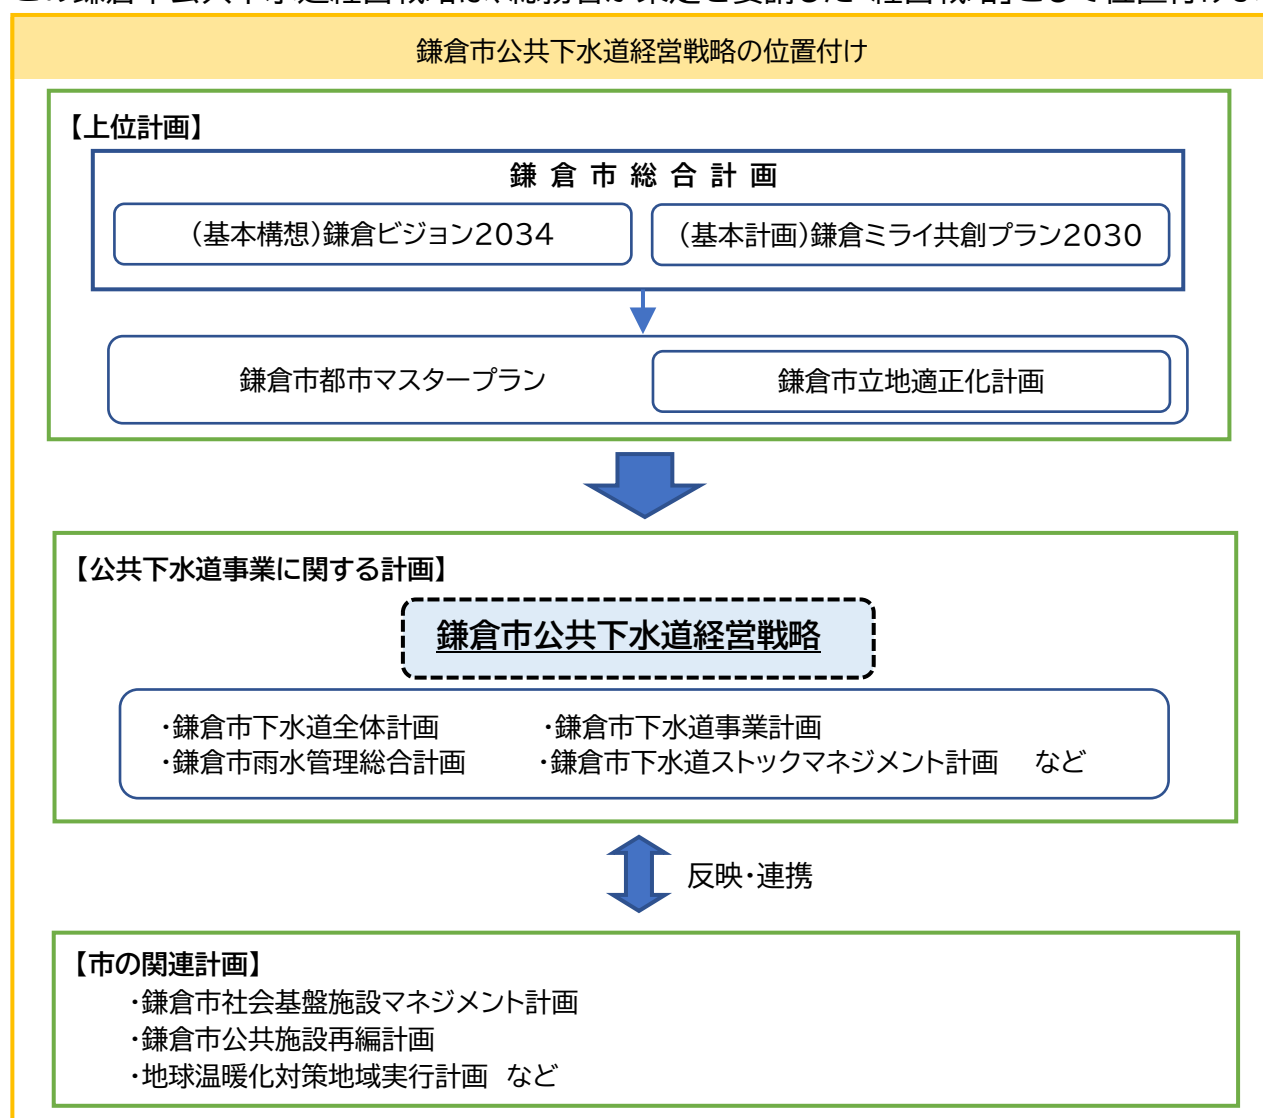 鎌倉市公共下水道経営戦略の位置付け
【上位計画】
鎌倉市総合計画
(基本構想)鎌倉ビジョン2034
(基本計画)鎌倉ミライ共創プラン2030
鎌倉市都市マスタープラン
鎌倉市立地適正化計画
【公共下水道事業に関する計画】
鎌倉市公共下水道経営戦略
・鎌倉市下水道全体計画 ・鎌倉市下水道事業計画
・鎌倉市雨水管理総合計画 ・鎌倉市下水道ストックマネジメント計画 など
反映・連携
【市の関連計画】
・鎌倉市社会基盤施設マネジメント計画
・鎌倉市公共施設再編計画
・地球温暖化対策地域実行計画 など